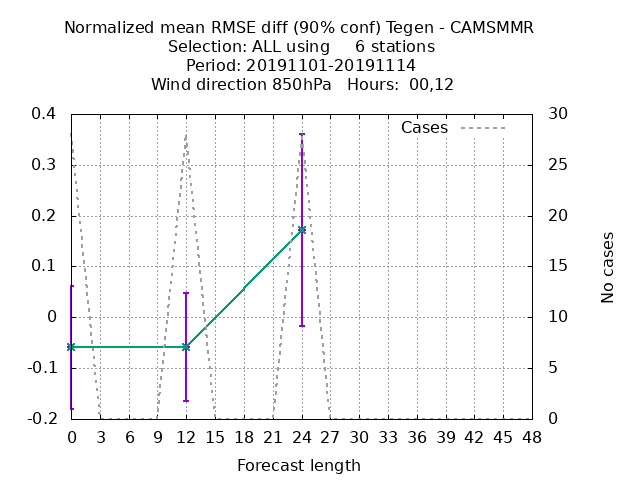 Normalized mean RMSE diff (90% conf) Tegen - CAMSMMR
Selection: ALL using     6 stations
Period: 20191101-20191114
Wind direction 850hPa   Hours:  00,12
Cases
0.4
0.3
0.2
0.1
0
-0.1
-0.2
30
25
20
15
10
5
0
No cases
0 3 6 9 12 15 18 21 24 27 30 33 36 39 42 45 48
Forecast length